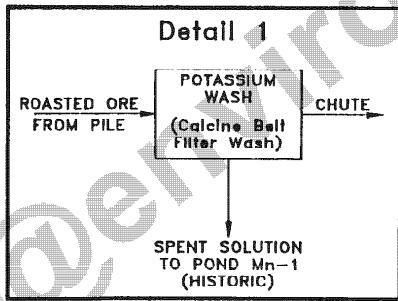 Detail 1
POTASSIUM
WASH
(Calcine Belt
Filter Wash)
ROASTED ORE
FROM PILE
CHUTE
SPENT SOLUTION
TO POND Mn-1
(HISTORIC)
@enviro